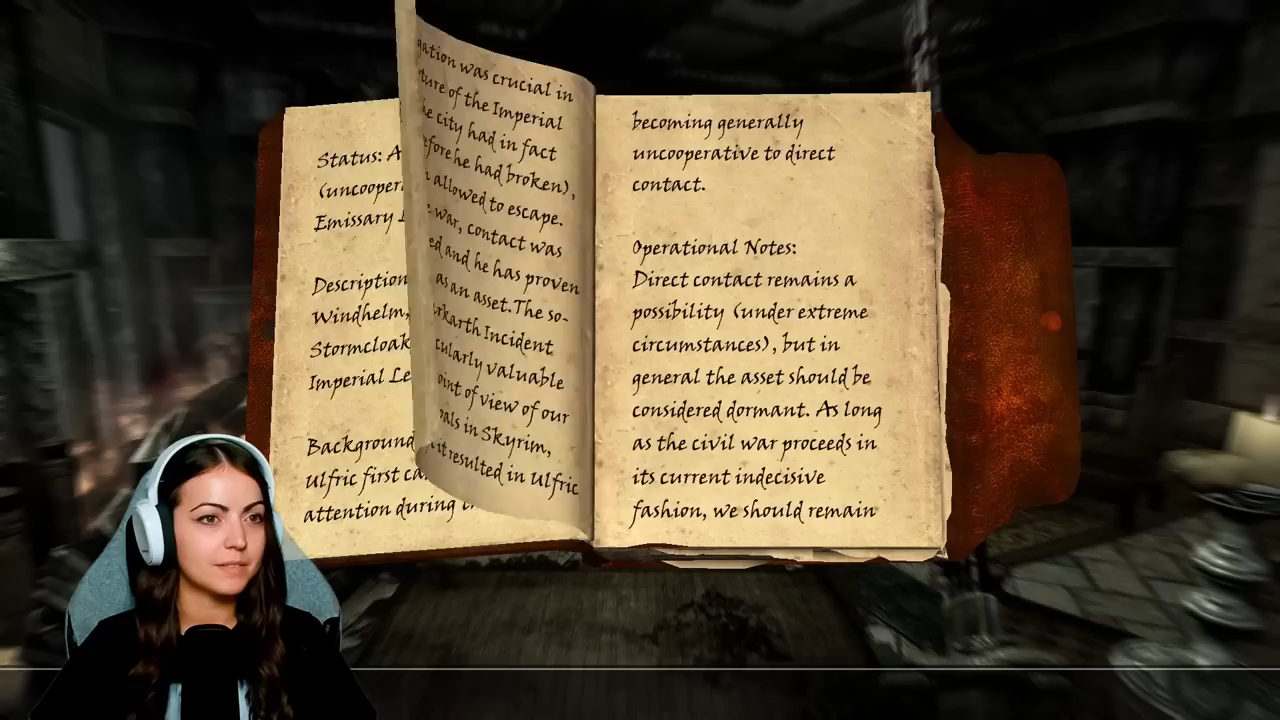 Status: A
(uncooper
Emissary
Description
Windhelm,
Stormcloak
Imperial Le
Background
Ulfric first ca
attention during
gation was crucial in
ture of the Imperial
he city had in fact
efore he had broken),
allowed to escape.
e war, contact was
ed and he has proven
as an asset. The so-
rkarth Incident
cularly valuable
oint of view of our
als in Skyrim,
it resulted in Ulfric
becoming generally
uncooperative to direct
contact.
Operational Notes:
Direct contact remains a
possibility (under extreme
circumstances), but in
general the asset should be
considered dormant. As long
as the civil war proceeds in
its current indecisive
fashion, we should remain